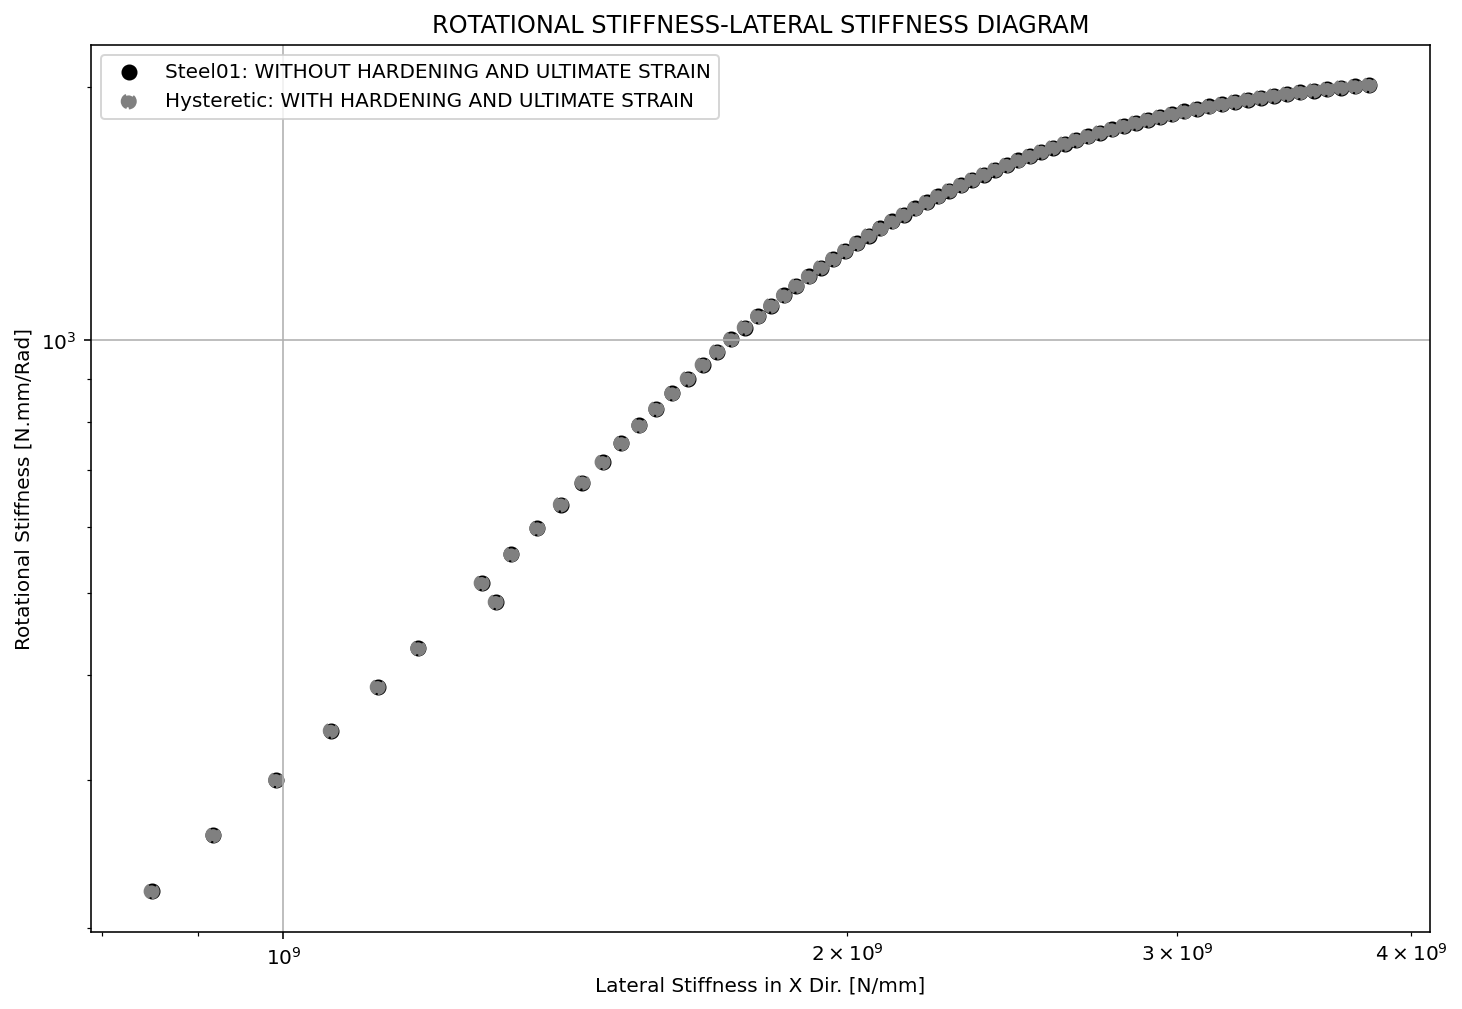 ROTATIONAL STIFFNESS-LATERAL STIFFNESS DIAGRAM
Steel01: WITHOUT HARDENING AND ULTIMATE STRAIN
Hysteretic: WITH HARDENING AND ULTIMATE STRAIN
Rotational Stiffness [N.mm/Rad]
10³
10⁹
2 × 10⁹
3 × 10⁹
4 × 10⁹
Lateral Stiffness in X Dir. [N/mm]